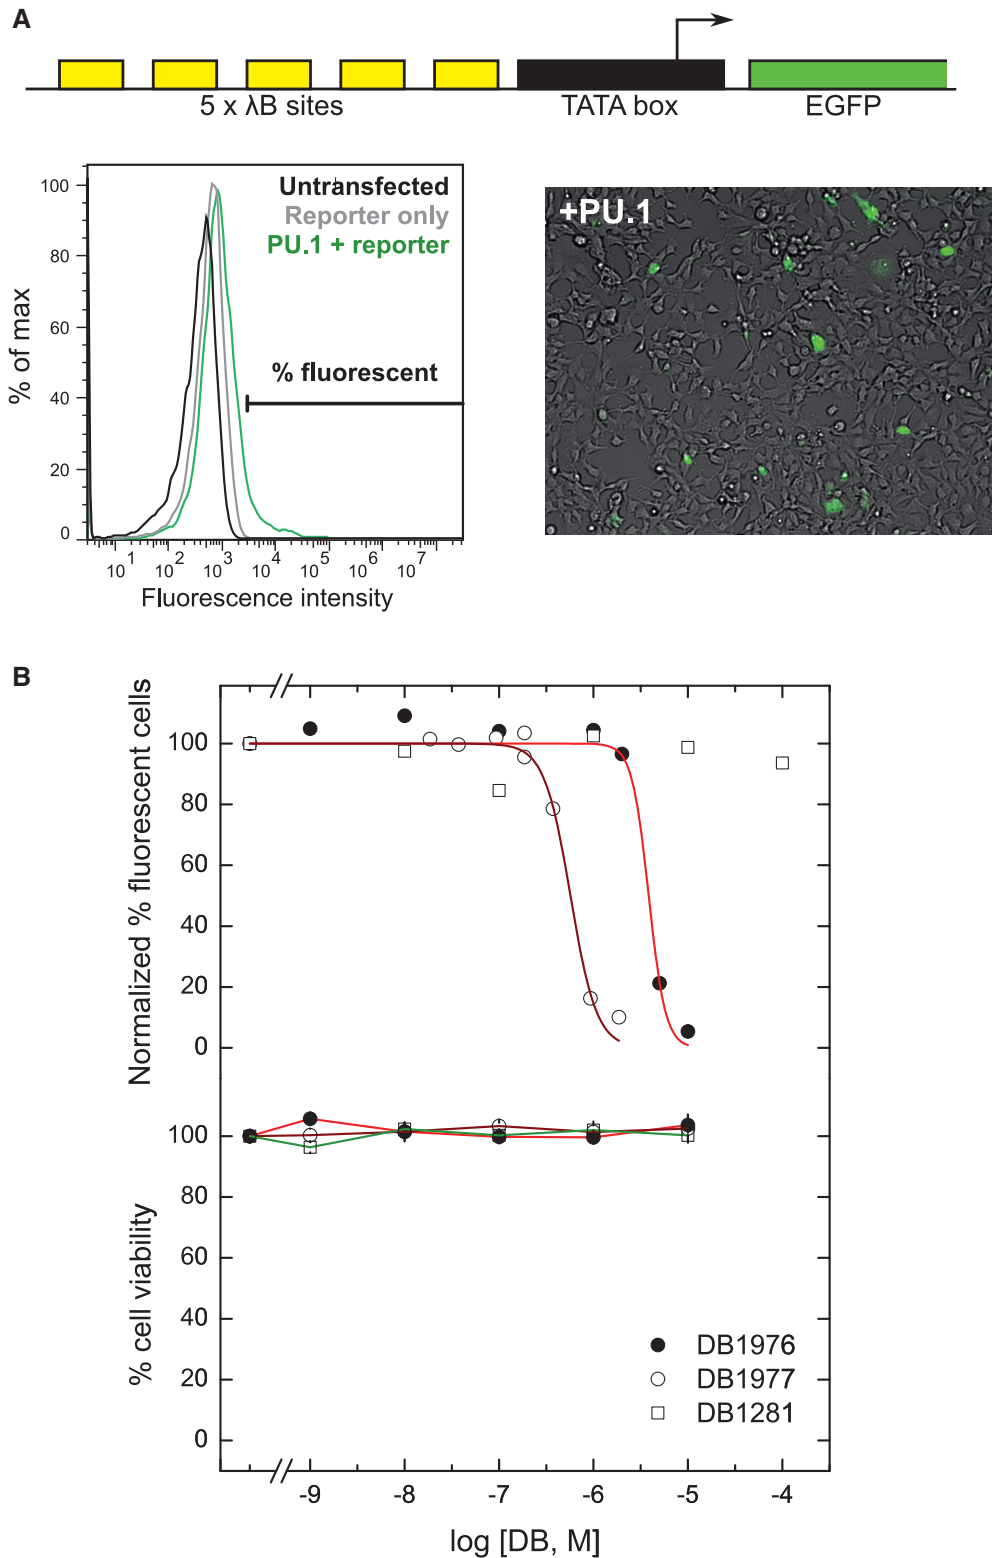 A
5 x λB sites
TATA box
EGFP
% of max
100
80
60
40
20
0
Untransfected
Reporter only
PU.1 + reporter
% fluorescent
10 1
10 2
10 3
10 4
10 5
10 6
10 7
Fluorescence intensity
+PU.1
B
Normalized % fluorescent cells
100
80
60
40
20
0
% cell viability
100
80
60
40
20
0
DB1976
DB1977
DB1281
-9
-8
-7
-6
-5
-4
log [DB, M]